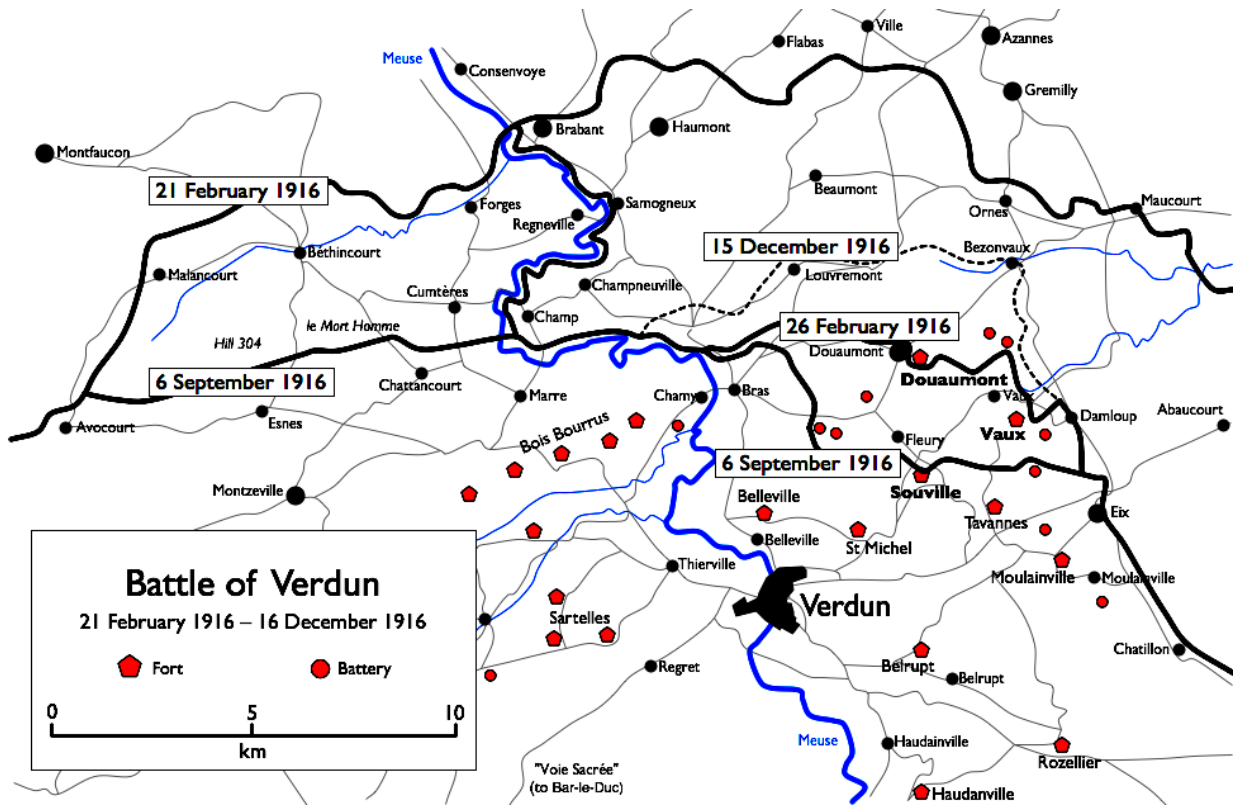 Ville
Flabas
Azannes
Meuse
Consenvoye
Gremilly
Brabant
Haumont
Montfaucon
21 February 1916
Beaumont
Forges
Samogneux
Ornes
Maucourt
Regneville
15 December 1916
Béthincourt
Bezonvaux
Malancourt
Louvremont
Champneuville
Cumtères
Champ
26 February 1916
le Mort Homme
Hill 304
Douaumont
6 September 1916
Douaumont
Chattancourt
Marre
Charny
Bras
Vaux
Damloup
Abaucourt
Avocourt
Esnes
Bois Bourrus
Vaux
Fleury
6 September 1916
Montzeville
Belleville
Souville
Tavannes
Eix
Belleville
St Michel
Thierville
Moulainville
Moulainville
Battle of Verdun
21 February 1916 – 16 December 1916
Fort
Battery
0
5
10
km
Sartelles
Verdun
Regret
Belrupt
Belrupt
Chatillon
Meuse
Haudainville
Rozellier
"Voie Sacrée"
(to Bar-le-Duc)
Haudanville